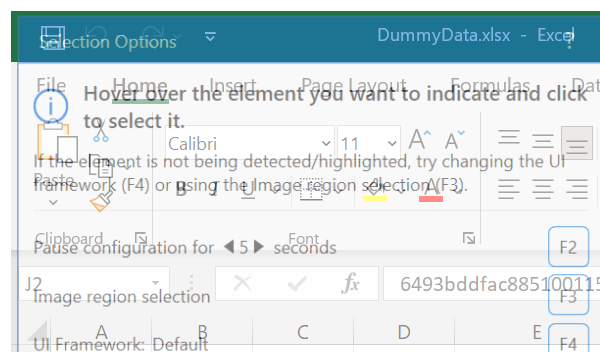 Selection Options
DummyData.xlsx - Excel ?
File Home Insert Page Layout Formulas Dat
Hover over the element you want to indicate and click
to select it.
Calibri 11 A A
If the element is not being detected/highlighted, try changing the UI
framework (F4) or using the Image region selection (F3).
Paste B I U A
Clipboard Font
Pause configuration for 5 seconds F2
J2 fx 6493bddfac885100115
Image region selection F3
A B C D E
UI Framework: Default F4